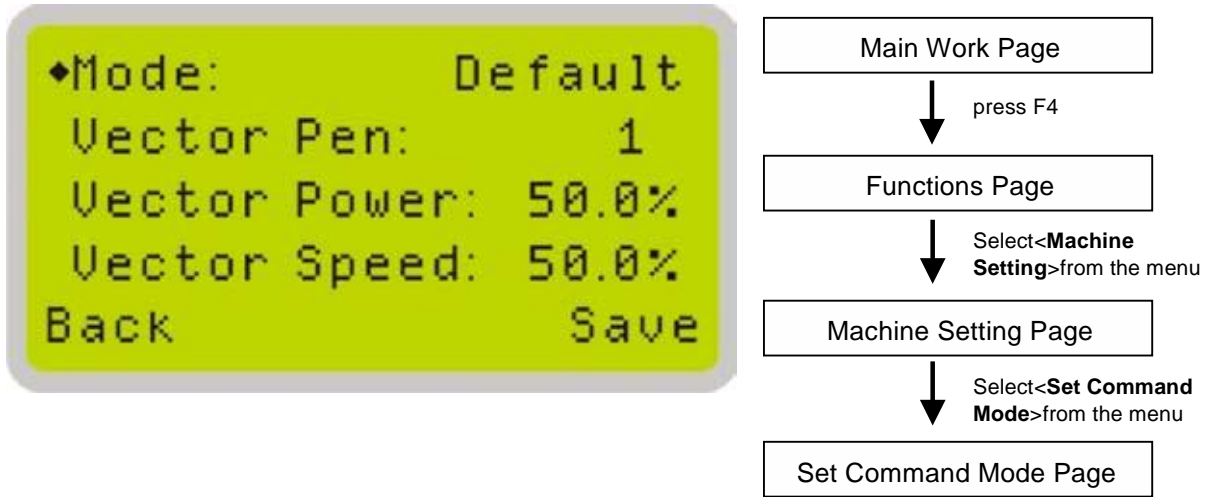 ◆Mode: Default
Vector Pen: 1
Vector Power: 50.0%
Vector Speed: 50.0%
Back Save
Main Work Page
press F4
Functions Page
Select<Machine
Setting>from the menu
Machine Setting Page
Select<Set Command
Mode>from the menu
Set Command Mode Page